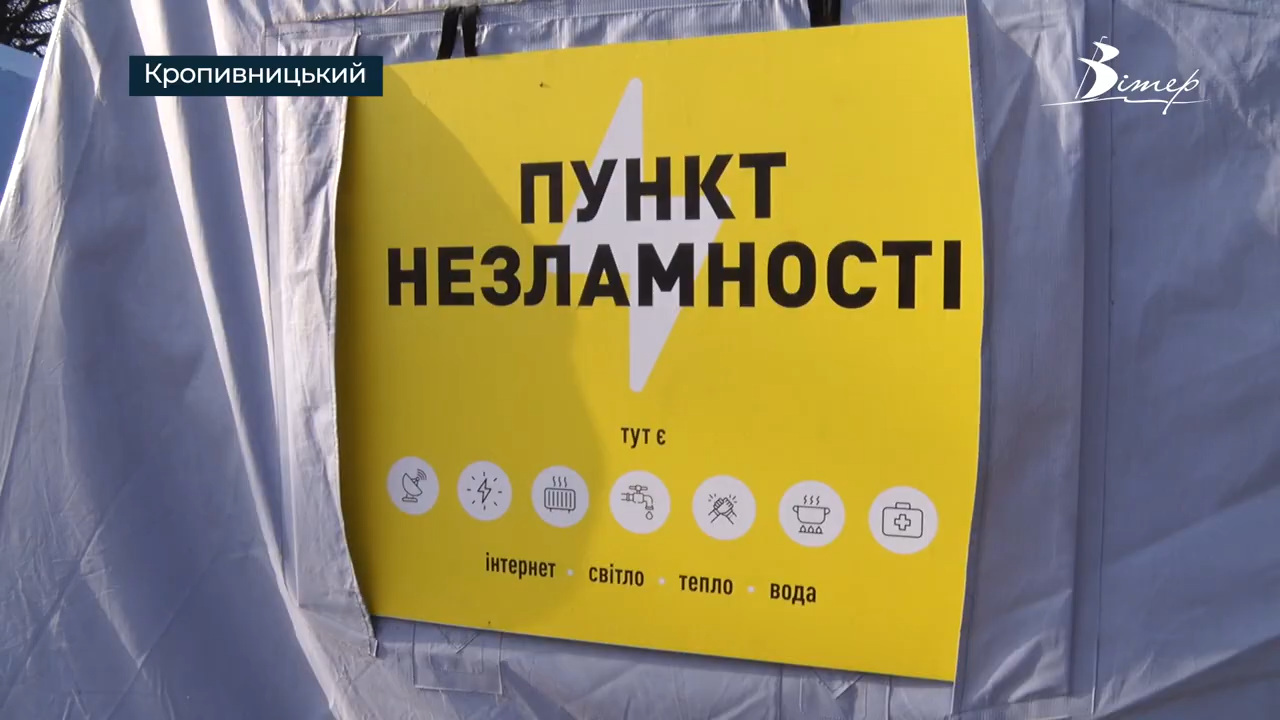 Кропивницький
Вітер
ПУНКТ
НЕЗЛАМНОСТІ
тут є
інтернет • світло • тепло • вода